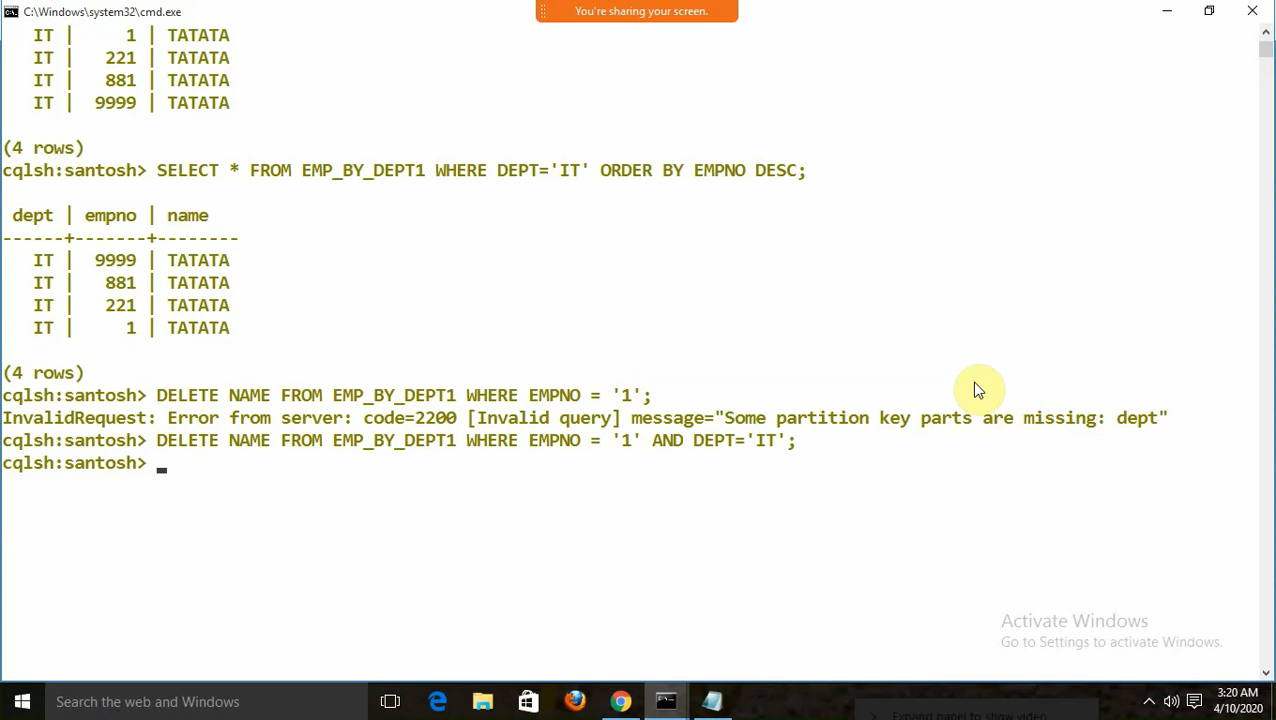 C:\Windows\system32\cmd.exe
You're sharing your screen.
IT |     1 | TATATA
IT |   221 | TATATA
IT |   881 | TATATA
IT |  9999 | TATATA
(4 rows)
cqlsh:santosh> SELECT * FROM EMP_BY_DEPT1 WHERE DEPT='IT' ORDER BY EMPNO DESC;
dept | empno | name
------+-------+--------
IT |  9999 | TATATA
IT |   881 | TATATA
IT |   221 | TATATA
IT |     1 | TATATA
(4 rows)
cqlsh:santosh> DELETE NAME FROM EMP_BY_DEPT1 WHERE EMPNO = '1';
InvalidRequest: Error from server: code=2200 [Invalid query] message="Some partition key parts are missing: dept"
cqlsh:santosh> DELETE NAME FROM EMP_BY_DEPT1 WHERE EMPNO = '1' AND DEPT='IT';
cqlsh:santosh>
Activate Windows
Go to Settings to activate Windows.
Search the web and Windows
Expand panel to show video
3:20 AM
4/10/2020